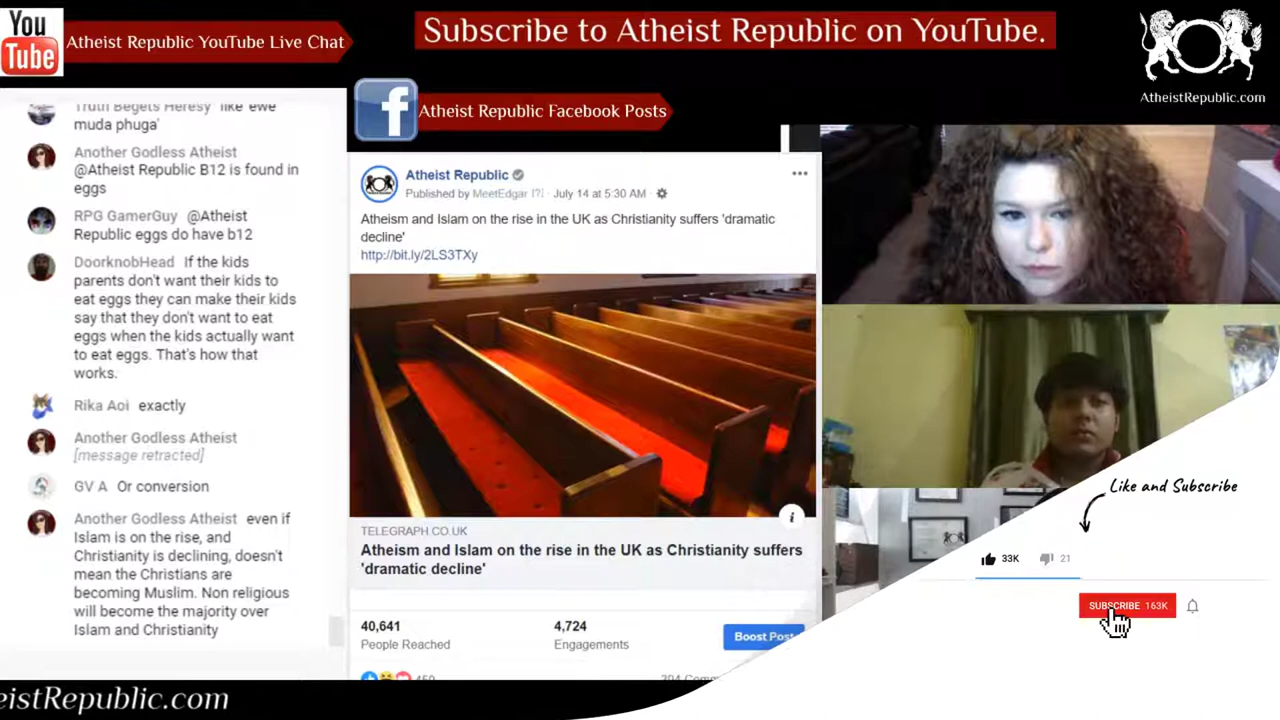 You
Tube
Atheist Republic YouTube Live Chat
Subscribe to Atheist Republic on YouTube.
AtheistRepublic.com
Atheist Republic Facebook Posts
Truth Begets Heresy like 'ewe
muda phuga'
Another Godless Atheist
@Atheist Republic B12 is found in
eggs
RPG GamerGuy @Atheist
Republic eggs do have b12
DoorknobHead If the kids
parents don't want their kids to
eat eggs they can make their kids
say that they don't want to eat
eggs when the kids actually want
to eat eggs. That's how that
works.
Rika Aoi exactly
Another Godless Atheist
[message retracted]
GV A Or conversion
Another Godless Atheist even if
Islam is on the rise, and
Christianity is declining, doesn't
mean the Christians are
becoming Muslim. Non religious
will become the majority over
Islam and Christianity
Atheist Republic
Published by MeetEdgar [?] · July 14 at 5:30 AM ·
Atheism and Islam on the rise in the UK as Christianity suffers 'dramatic
decline'
http://bit.ly/2LS3TXy
TELEGRAPH.CO.UK
Atheism and Islam on the rise in the UK as Christianity suffers
'dramatic decline'
40,641
People Reached
4,724
Engagements
Boost Post
Like and Subscribe
33K
21
SUBSCRIBE 163K
eistRepublic.com